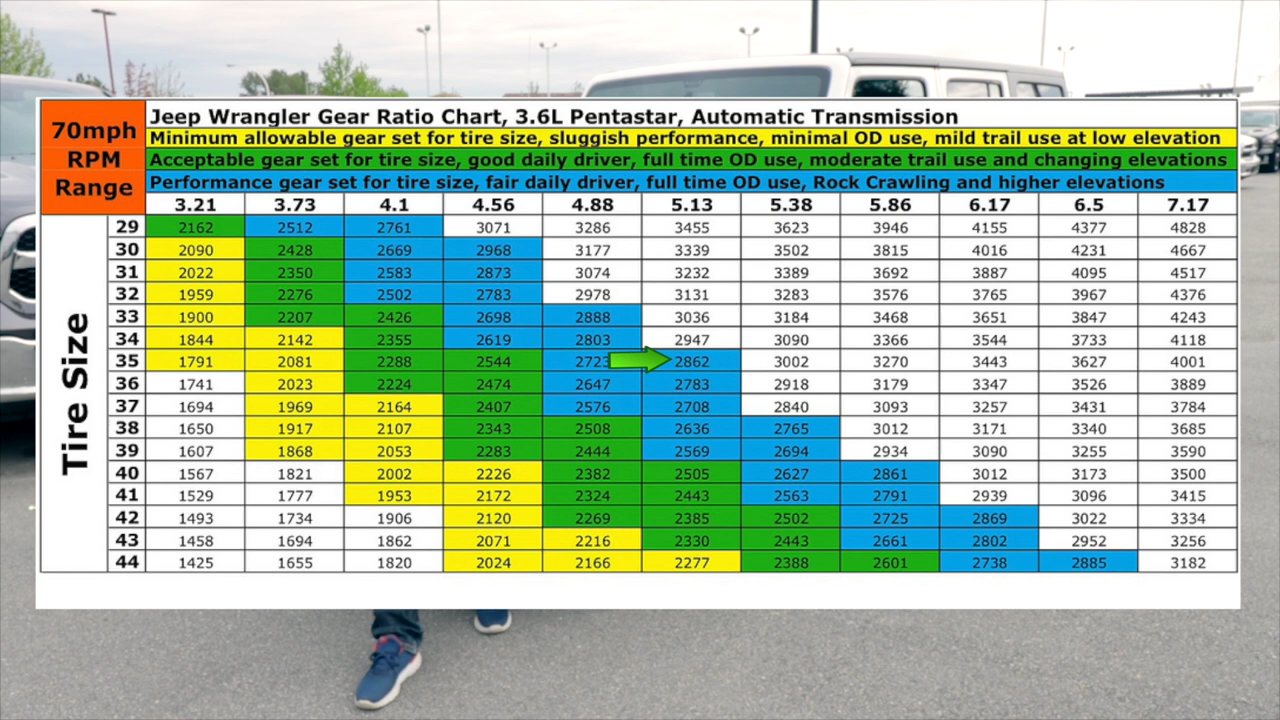 70mph
RPM
Range
Jeep Wrangler Gear Ratio Chart, 3.6L Pentastar, Automatic Transmission
Minimum allowable gear set for tire size, sluggish performance, minimal OD use, mild trail use at low elevation
Acceptable gear set for tire size, good daily driver, full time OD use, moderate trail use and changing elevations
Performance gear set for tire size, fair daily driver, full time OD use, Rock Crawling and higher elevations
3.21 3.73 4.1 4.56 4.88 5.13 5.38 5.86 6.17 6.5 7.17
Tire Size
29 2162 2512 2761 3071 3286 3455 3623 3946 4155 4377 4828
30 2090 2428 2669 2968 3177 3339 3502 3815 4016 4231 4667
31 2022 2350 2583 2873 3074 3232 3389 3692 3887 4095 4517
32 1959 2276 2502 2783 2978 3131 3283 3576 3765 3967 4376
33 1900 2207 2426 2698 2888 3036 3184 3468 3651 3847 4243
34 1844 2142 2355 2619 2803 2947 3090 3366 3544 3733 4118
35 1791 2081 2288 2544 2723 2862 3002 3270 3443 3627 4001
36 1741 2023 2224 2474 2647 2783 2918 3179 3347 3526 3889
37 1694 1969 2164 2407 2576 2708 2840 3093 3257 3431 3784
38 1650 1917 2107 2343 2508 2636 2765 3012 3171 3340 3685
39 1607 1868 2053 2283 2444 2569 2694 2934 3090 3255 3590
40 1567 1821 2002 2226 2382 2505 2627 2861 3012 3173 3500
41 1529 1777 1953 2172 2324 2443 2563 2791 2939 3096 3415
42 1493 1734 1906 2120 2269 2385 2502 2725 2869 3022 3334
43 1458 1694 1862 2071 2216 2330 2443 2661 2802 2952 3256
44 1425 1655 1820 2024 2166 2277 2388 2601 2738 2885 3182